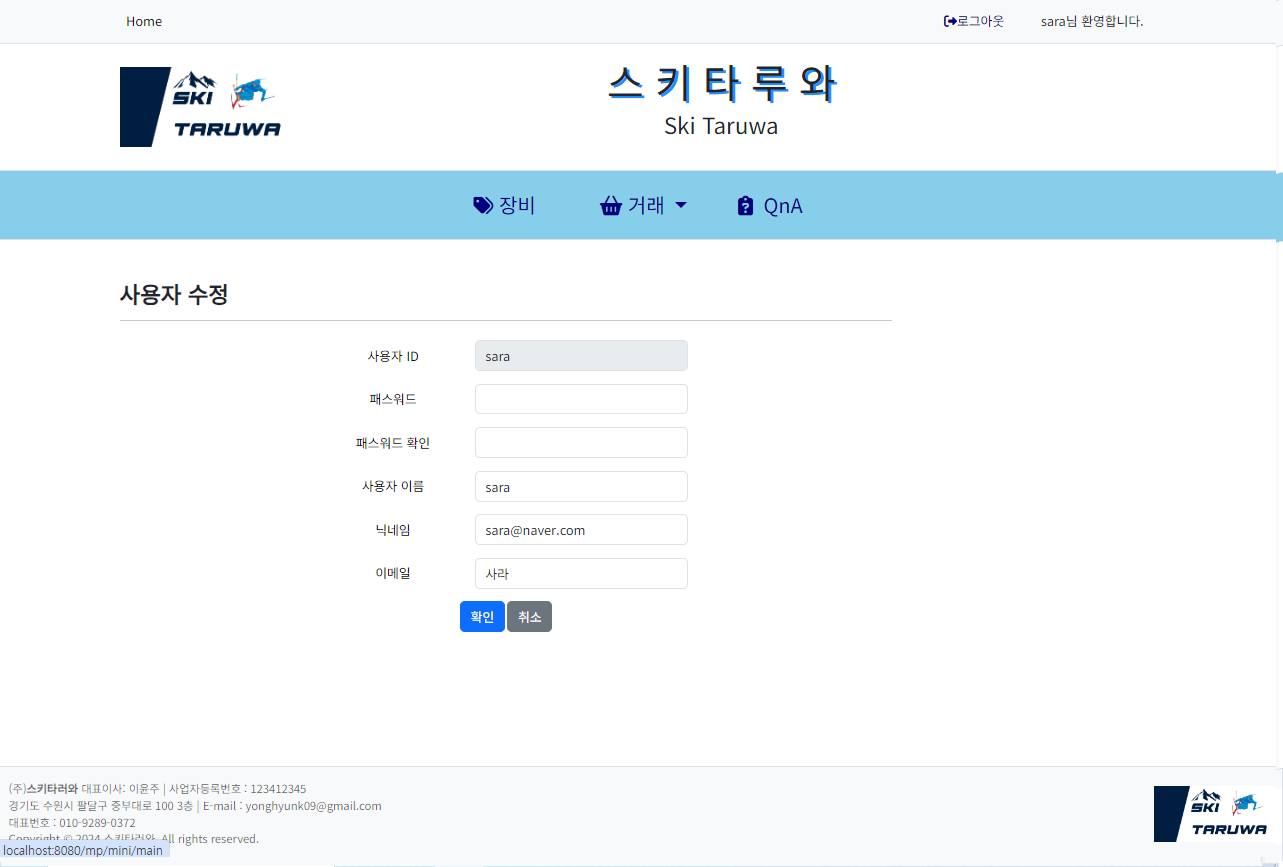 Home
로그아웃
sara님 환영합니다.
SKI
TARUWA
스 키 타 루 와
Ski Taruwa
장비
거래
QnA
사용자 수정
사용자 ID
sara
패스워드
패스워드 확인
사용자 이름
sara
닉네임
sara@naver.com
이메일
사라
확인
취소
(주)스키타러와 대표이사: 이윤주 | 사업자등록번호 : 123412345
경기도 수원시 팔달구 중부대로 100 3층 | E-mail : yonghyunk09@gmail.com
대표번호 : 010-9289-0372
Copyright © 2024 스키타러와. All rights reserved.
localhost:8080/mp/mini/main
SKI
TARUWA